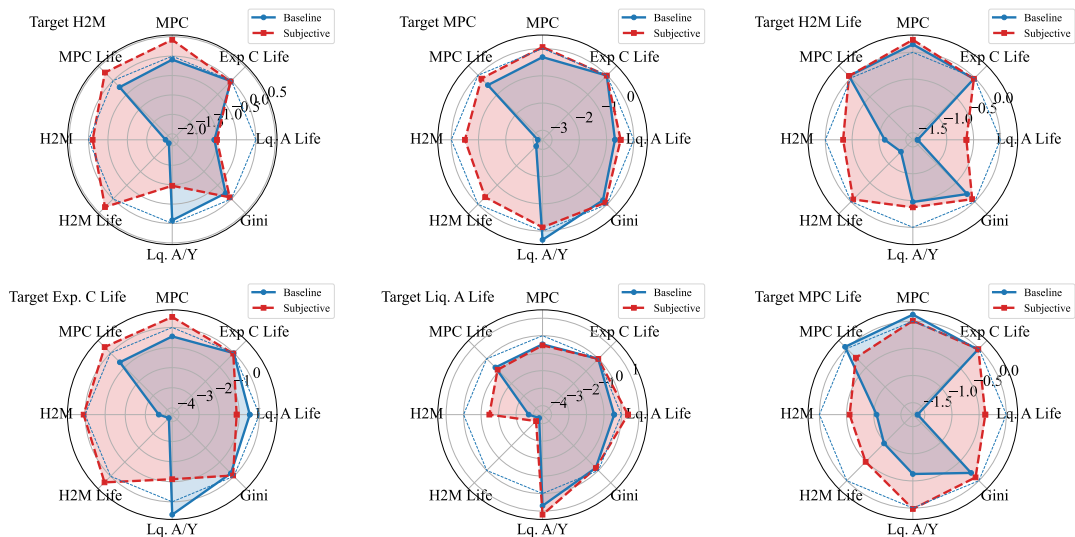 Target H2M
MPC
Baseline
Subjective
MPC Life
Exp C Life
0.5
0.0
−0.5
−1.0
−1.5
−2.0
H2M
Lq. A Life
H2M Life
Gini
Lq. A/Y
Target MPC
MPC
Baseline
Subjective
MPC Life
Exp C Life
0
−1
−2
−3
H2M
Lq. A Life
H2M Life
Gini
Lq. A/Y
Target H2M Life
MPC
Baseline
Subjective
MPC Life
Exp C Life
0.0
−0.5
−1.0
−1.5
H2M
Lq. A Life
H2M Life
Gini
Lq. A/Y
Target Exp. C Life
MPC
Baseline
Subjective
MPC Life
Exp C Life
0
−1
−2
−3
−4
H2M
Lq. A Life
H2M Life
Gini
Lq. A/Y
Target Liq. A Life
MPC
Baseline
Subjective
MPC Life
Exp C Life
1
0
−1
−2
−3
−4
H2M
Lq. A Life
H2M Life
Gini
Lq. A/Y
Target MPC Life
MPC
Baseline
Subjective
MPC Life
Exp C Life
0.0
−0.5
−1.0
−1.5
H2M
Lq. A Life
H2M Life
Gini
Lq. A/Y